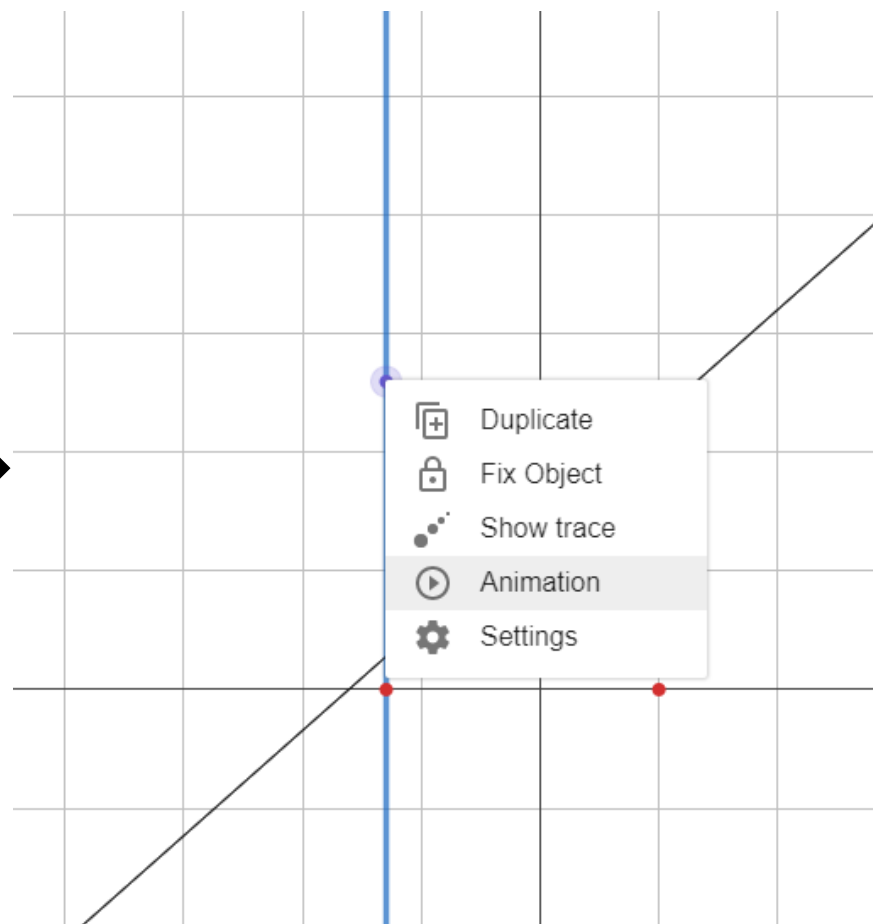 Duplicate
Fix Object
Show trace
Animation
Settings